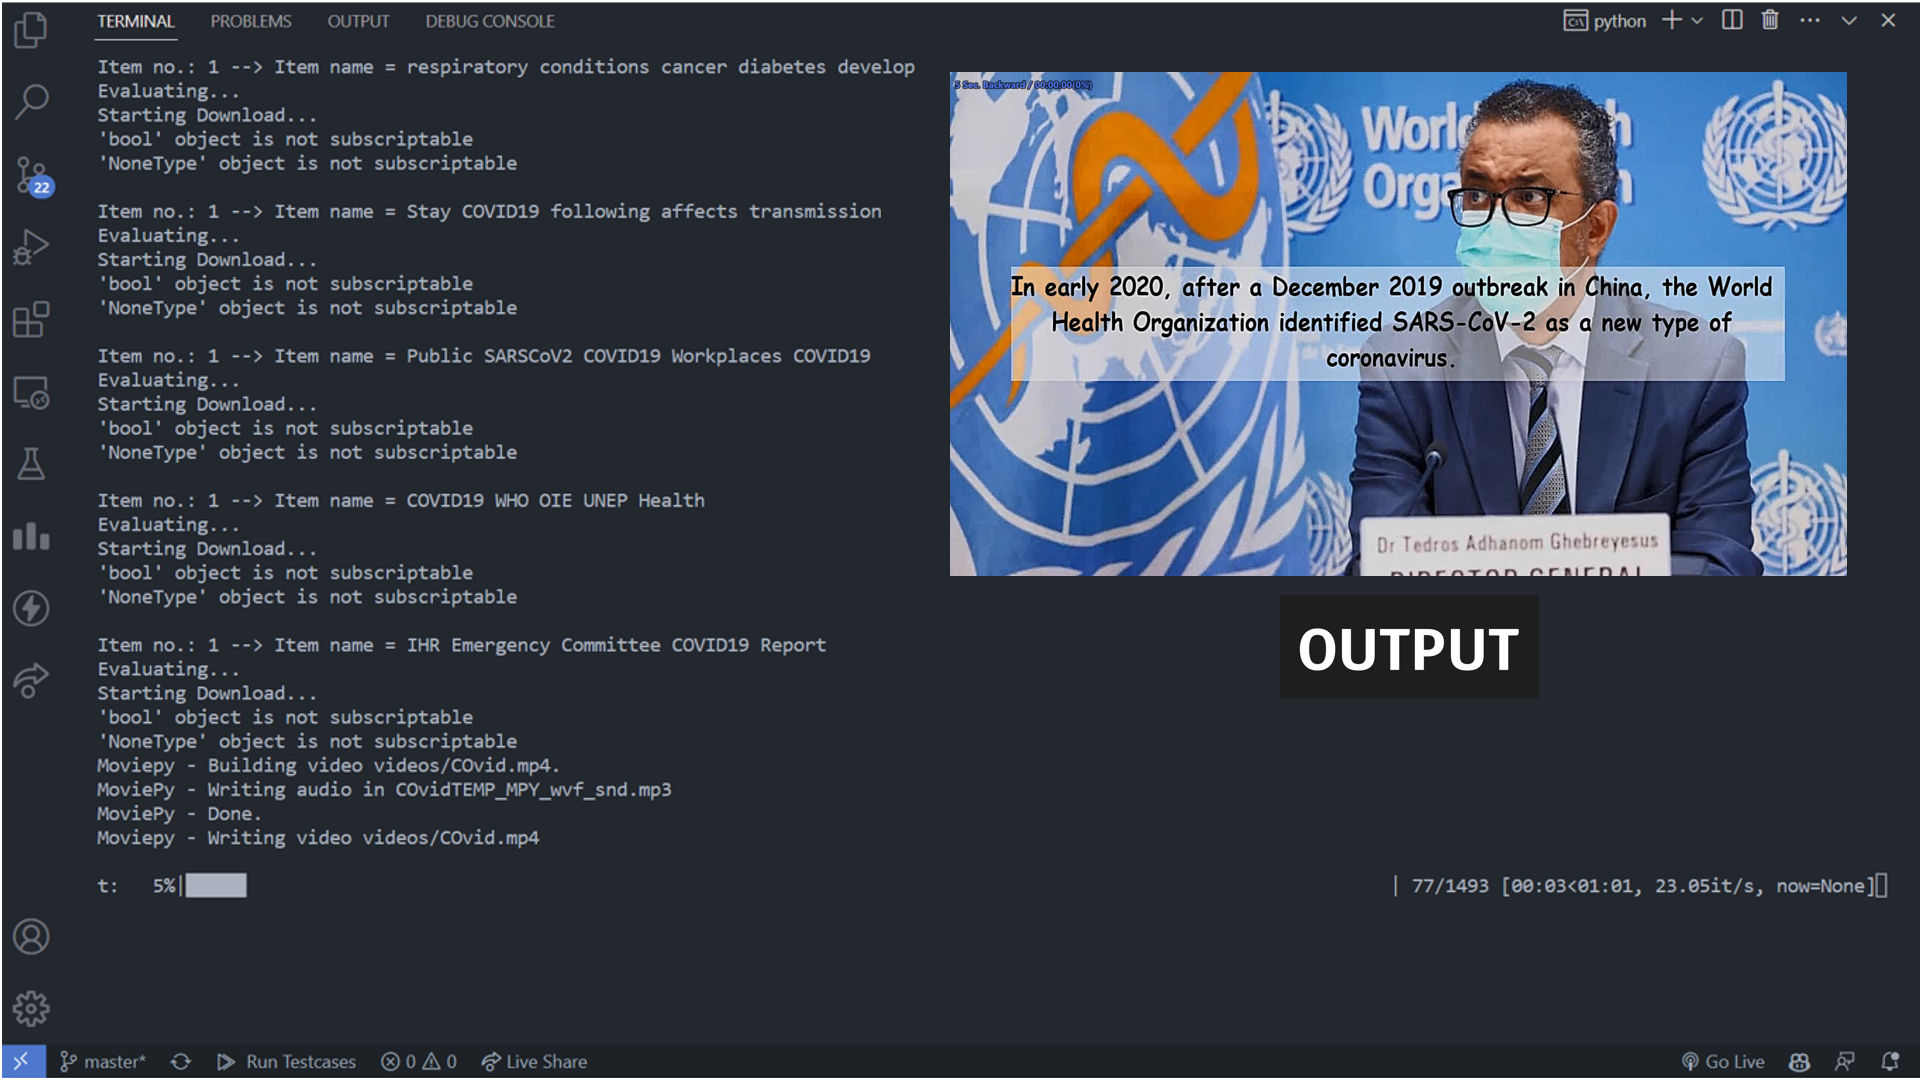 TERMINAL PROBLEMS OUTPUT DEBUG CONSOLE
python
Item no.: 1 --> Item name = respiratory conditions cancer diabetes develop
Evaluating...
Starting Download...
'bool' object is not subscriptable
'NoneType' object is not subscriptable
Item no.: 1 --> Item name = Stay COVID19 following affects transmission
Evaluating...
Starting Download...
'bool' object is not subscriptable
'NoneType' object is not subscriptable
Item no.: 1 --> Item name = Public SARSCoV2 COVID19 Workplaces COVID19
Evaluating...
Starting Download...
'bool' object is not subscriptable
'NoneType' object is not subscriptable
Item no.: 1 --> Item name = COVID19 WHO OIE UNEP Health
Evaluating...
Starting Download...
'bool' object is not subscriptable
'NoneType' object is not subscriptable
Item no.: 1 --> Item name = IHR Emergency Committee COVID19 Report
Evaluating...
Starting Download...
'bool' object is not subscriptable
'NoneType' object is not subscriptable
Moviepy - Building video videos/COvid.mp4.
MoviePy - Writing audio in COvidTEMP_MPY_wvf_snd.mp3
MoviePy - Done.
Moviepy - Writing video videos/COvid.mp4
t: 5%| | 77/1493 [00:03<01:01, 23.05it/s, now=None]
22
5 Sec. Backward / 00:00:00(0%)
In early 2020, after a December 2019 outbreak in China, the World
Health Organization identified SARS-CoV-2 as a new type of
coronavirus.
Dr Tedros Adhanom Ghebreyesus
DIRECTOR GENERAL
OUTPUT
master* Run Testcases 0 0 Live Share
Go Live